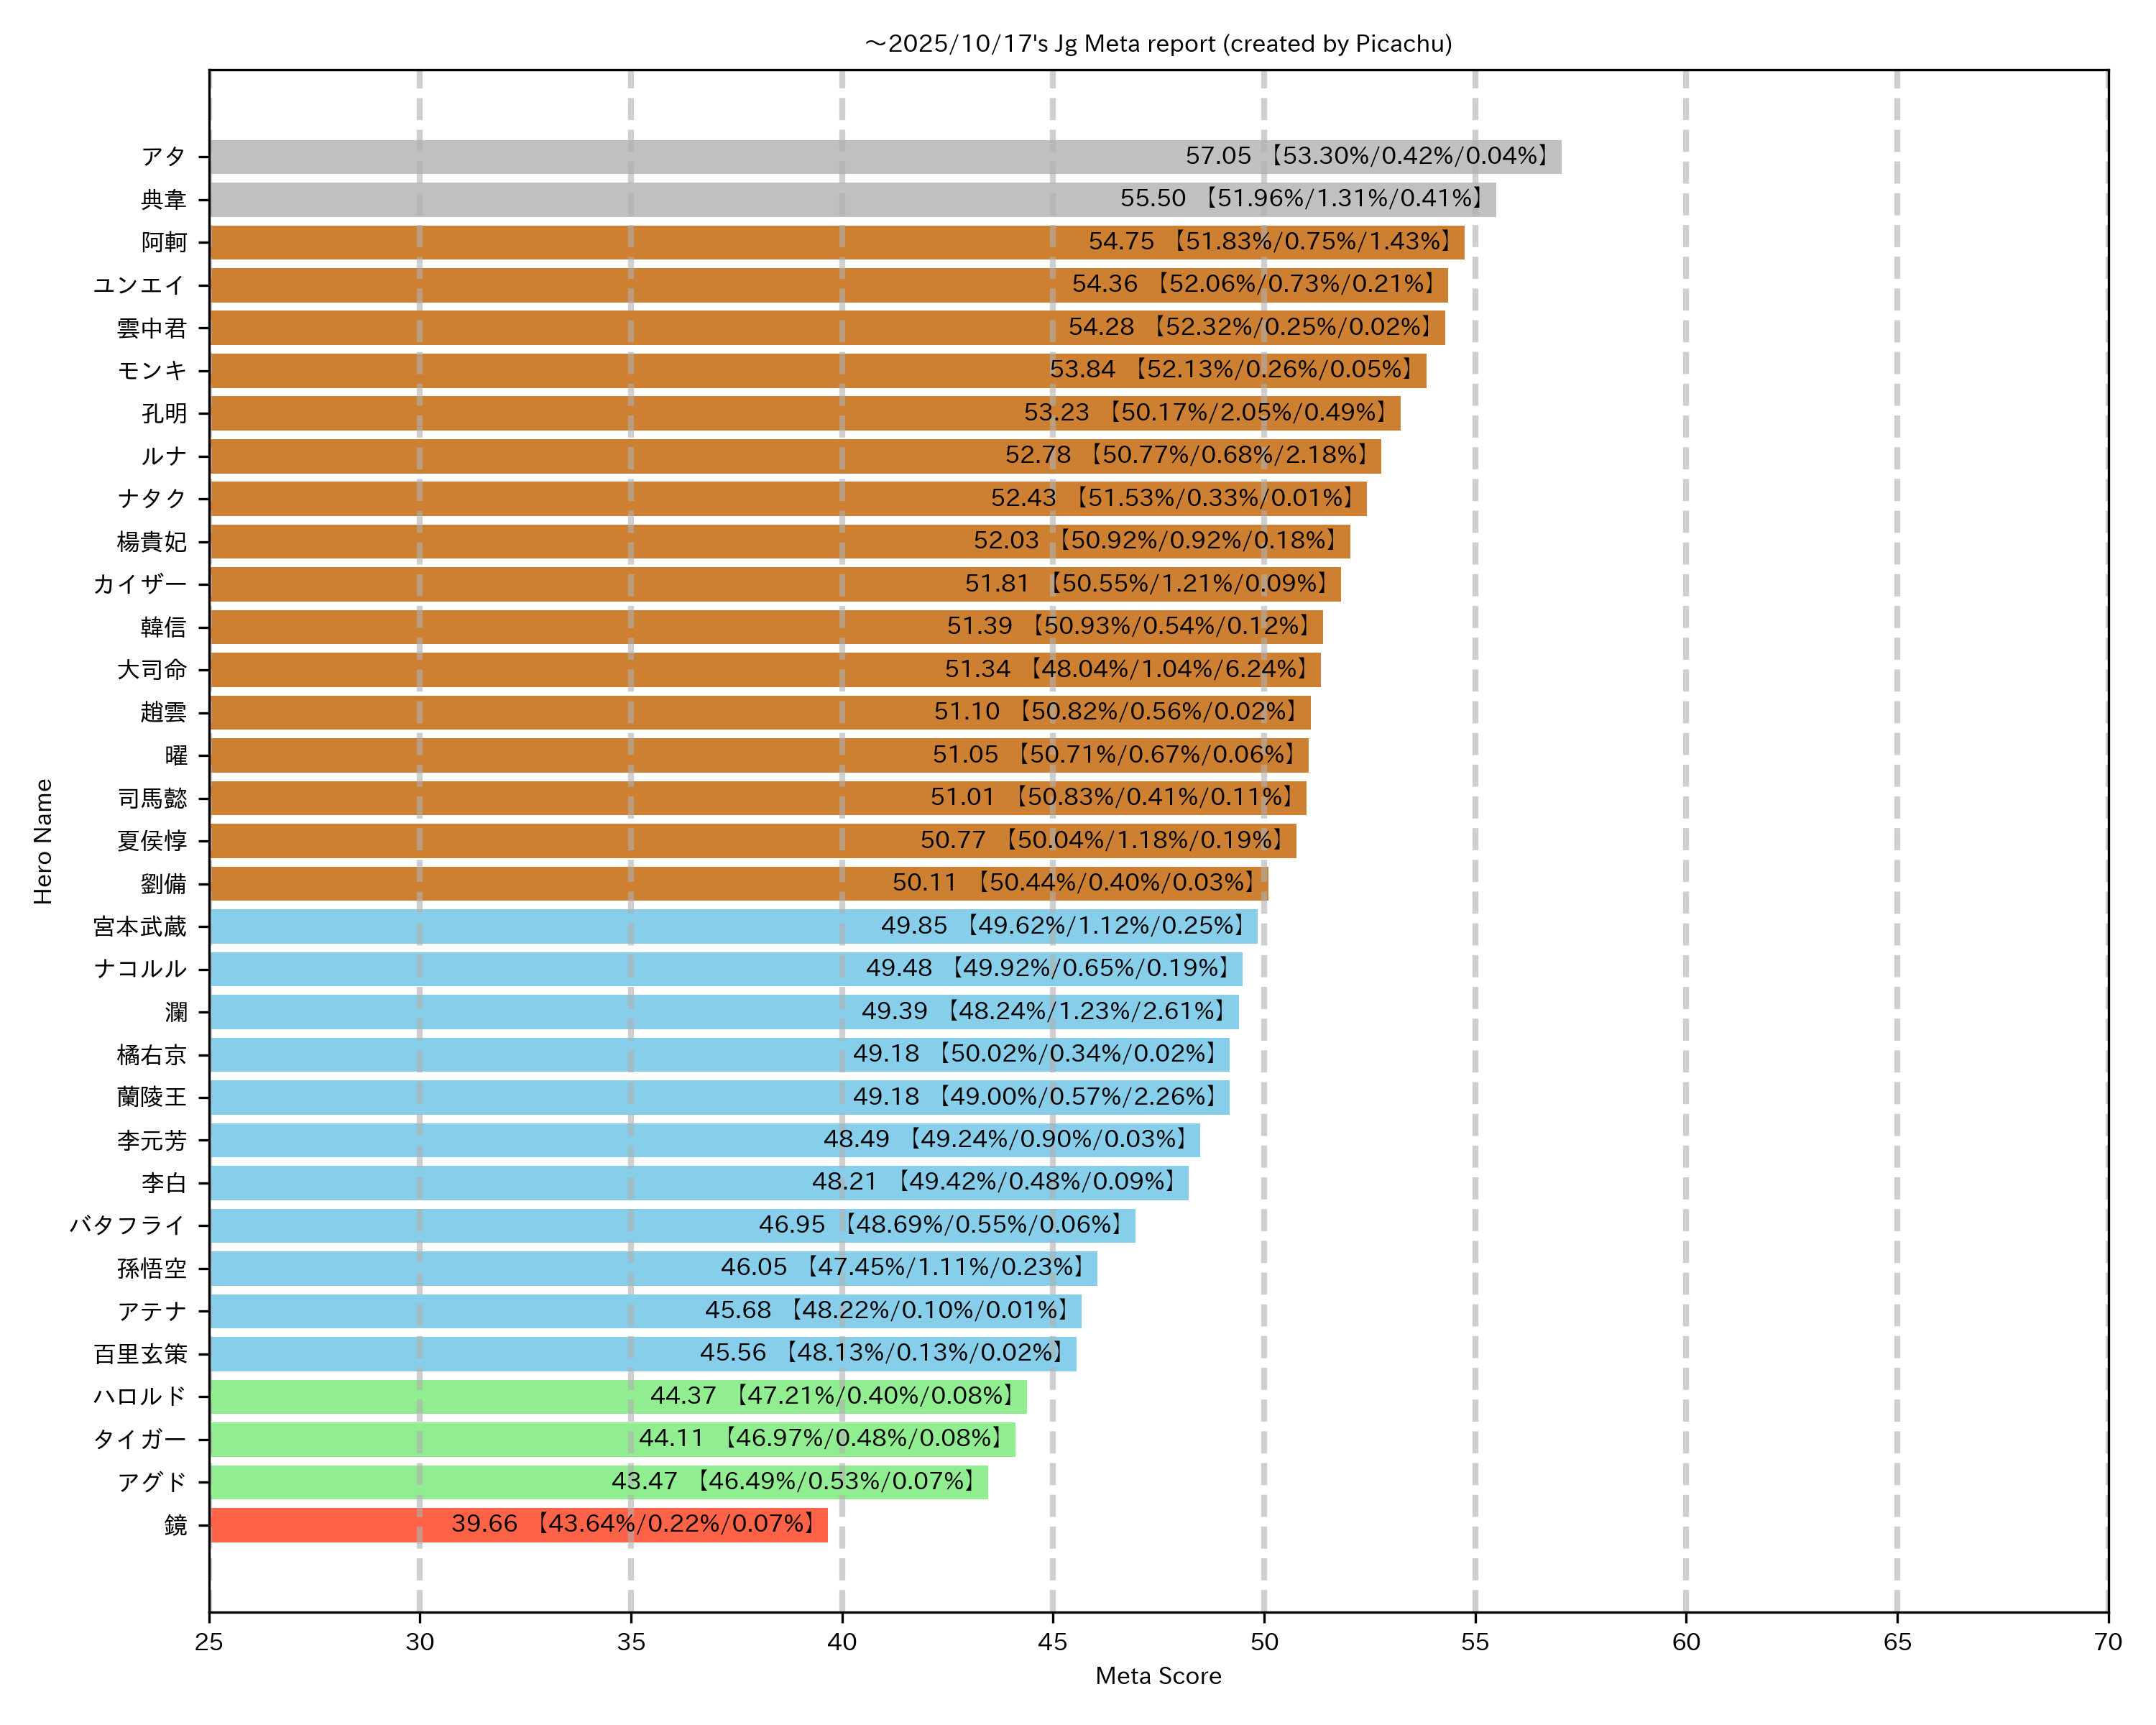 ～2025/10/17's Jg Meta report (created by Picachu)
アタ 57.05 【53.30%/0.42%/0.04%】
典韋 55.50 【51.96%/1.31%/0.41%】
阿軻 54.75 【51.83%/0.75%/1.43%】
ユンエイ 54.36 【52.06%/0.73%/0.21%】
雲中君 54.28 【52.32%/0.25%/0.02%】
モンキ 53.84 【52.13%/0.26%/0.05%】
孔明 53.23 【50.17%/2.05%/0.49%】
ルナ 52.78 【50.77%/0.68%/2.18%】
ナタク 52.43 【51.53%/0.33%/0.01%】
楊貴妃 52.03 【50.92%/0.92%/0.18%】
カイザー 51.81 【50.55%/1.21%/0.09%】
韓信 51.39 【50.93%/0.54%/0.12%】
大司命 51.34 【48.04%/1.04%/6.24%】
趙雲 51.10 【50.82%/0.56%/0.02%】
曜 51.05 【50.71%/0.67%/0.06%】
司馬懿 51.01 【50.83%/0.41%/0.11%】
夏侯惇 50.77 【50.04%/1.18%/0.19%】
劉備 50.11 【50.44%/0.40%/0.03%】
宮本武蔵 49.85 【49.62%/1.12%/0.25%】
ナコルル 49.48 【49.92%/0.65%/0.19%】
瀾 49.39 【48.24%/1.23%/2.61%】
橘右京 49.18 【50.02%/0.34%/0.02%】
蘭陵王 49.18 【49.00%/0.57%/2.26%】
李元芳 48.49 【49.24%/0.90%/0.03%】
李白 48.21 【49.42%/0.48%/0.09%】
バタフライ 46.95 【48.69%/0.55%/0.06%】
孫悟空 46.05 【47.45%/1.11%/0.23%】
アテナ 45.68 【48.22%/0.10%/0.01%】
百里玄策 45.56 【48.13%/0.13%/0.02%】
ハロルド 44.37 【47.21%/0.40%/0.08%】
タイガー 44.11 【46.97%/0.48%/0.08%】
アグド 43.47 【46.49%/0.53%/0.07%】
鏡 39.66 【43.64%/0.22%/0.07%】
Hero Name
25 30 35 40 45 50 55 60 65 70
Meta Score